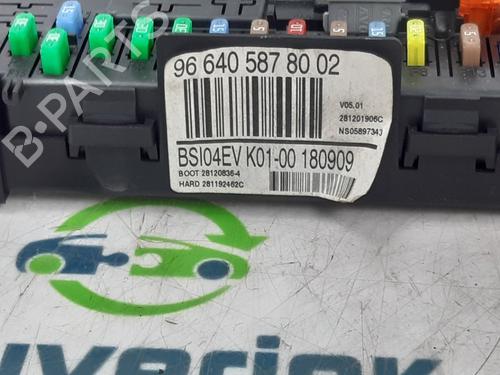 96 640 587 80 02
V05.01
281201906C
NS05897343
BSI04EV K01-00 180909
BOOT 28120836-4
HARD 281192462C
B-PARTS